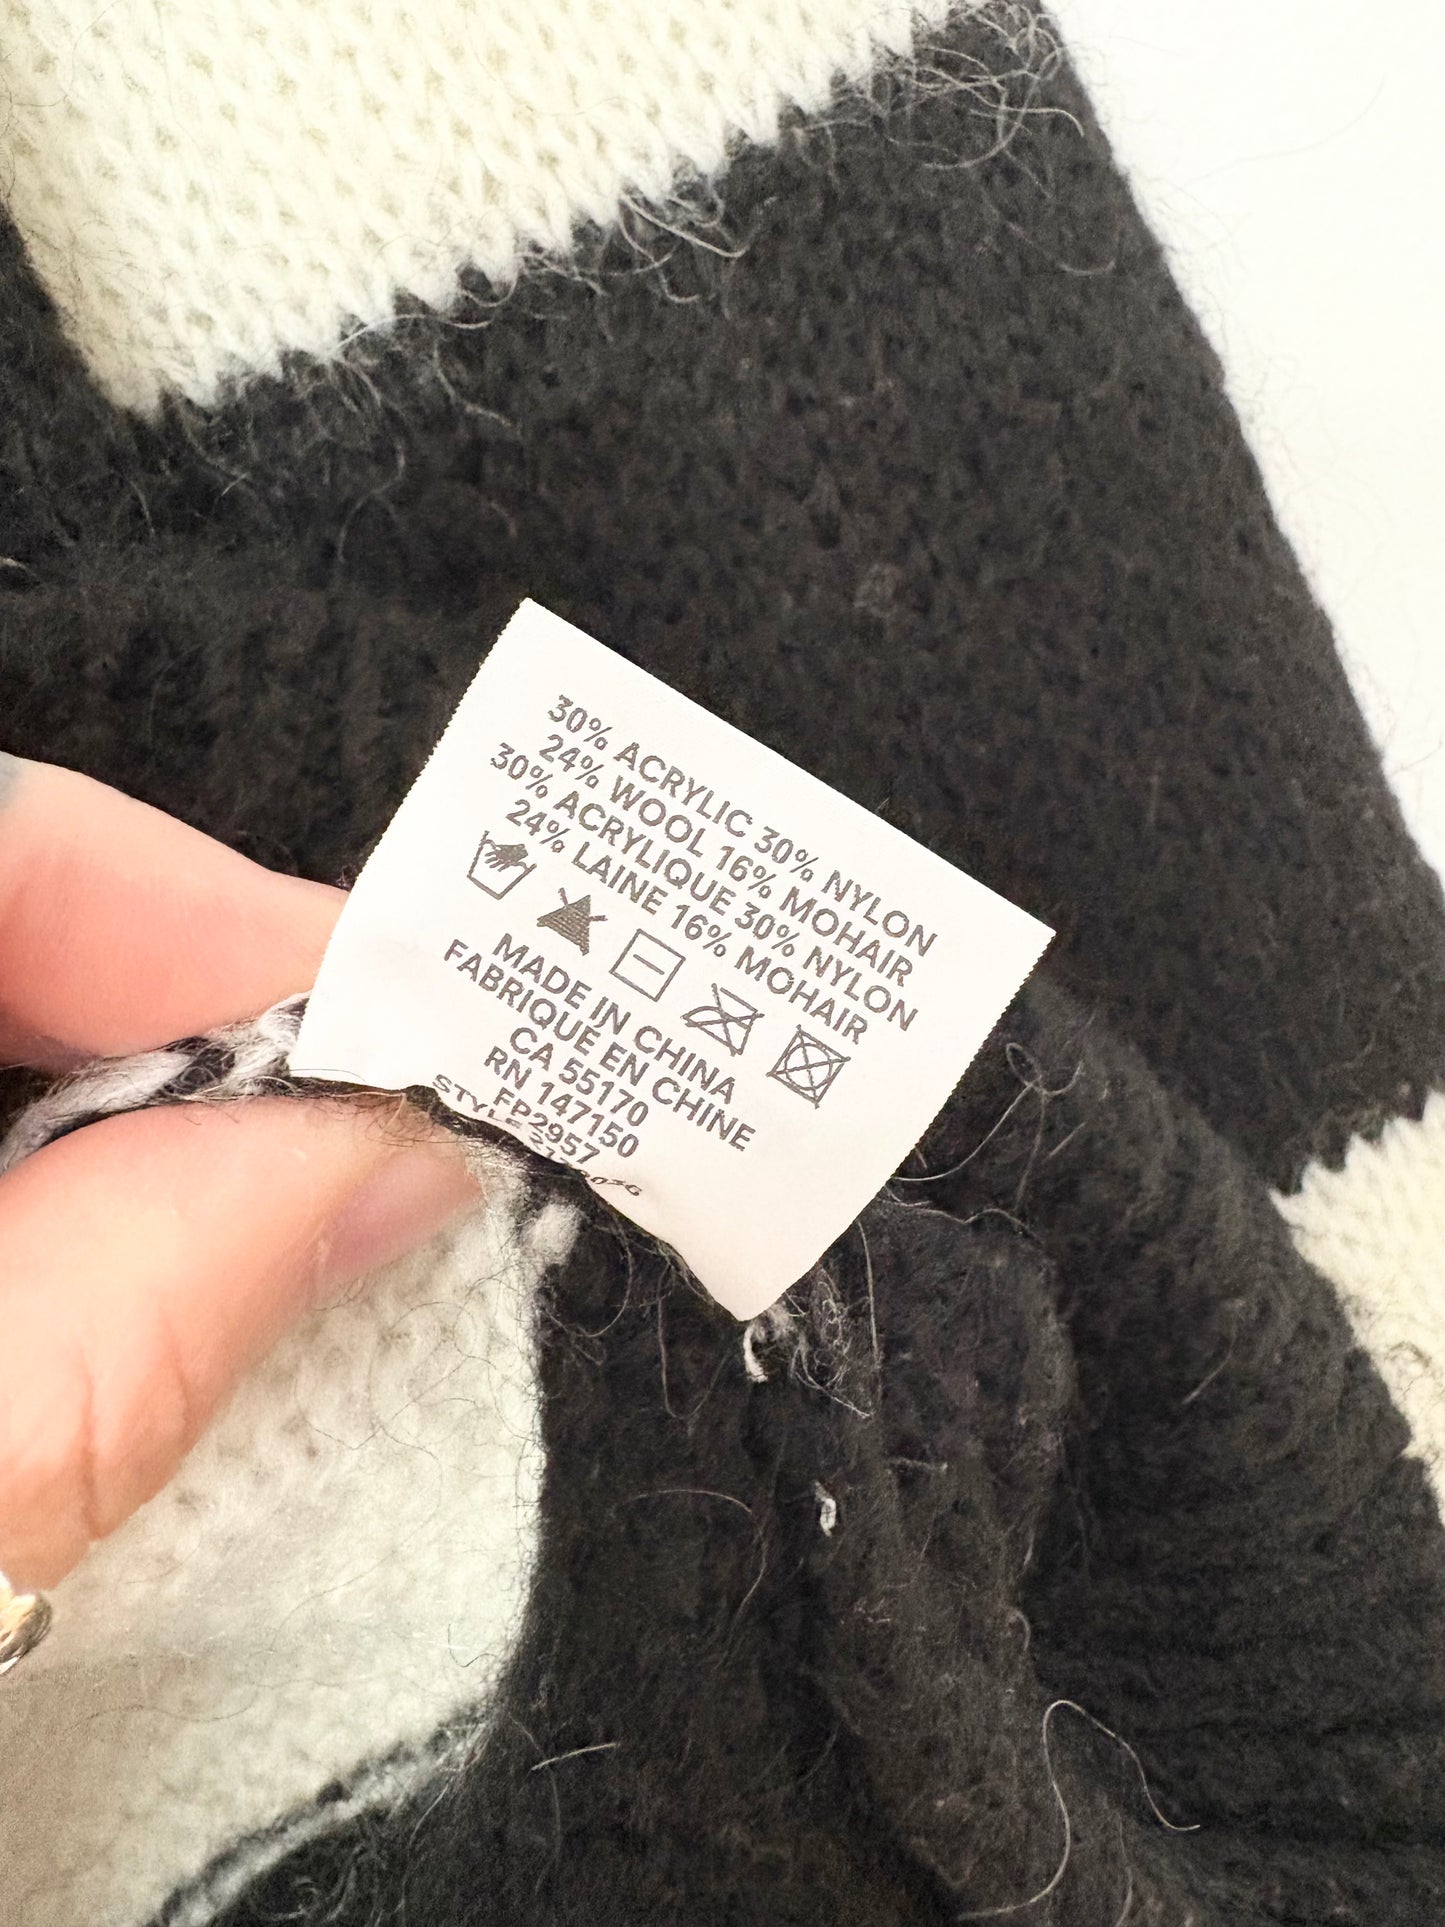 30% ACRYLIC 30% NYLON
24% WOOL 16% MOHAIR
30% ACRYLIQUE 30% NYLON
24% LAINE 16% MOHAIR
MADE IN CHINA
FABRIQUÉ EN CHINE
CA 55170
RN 147150
FP2957
STYLE